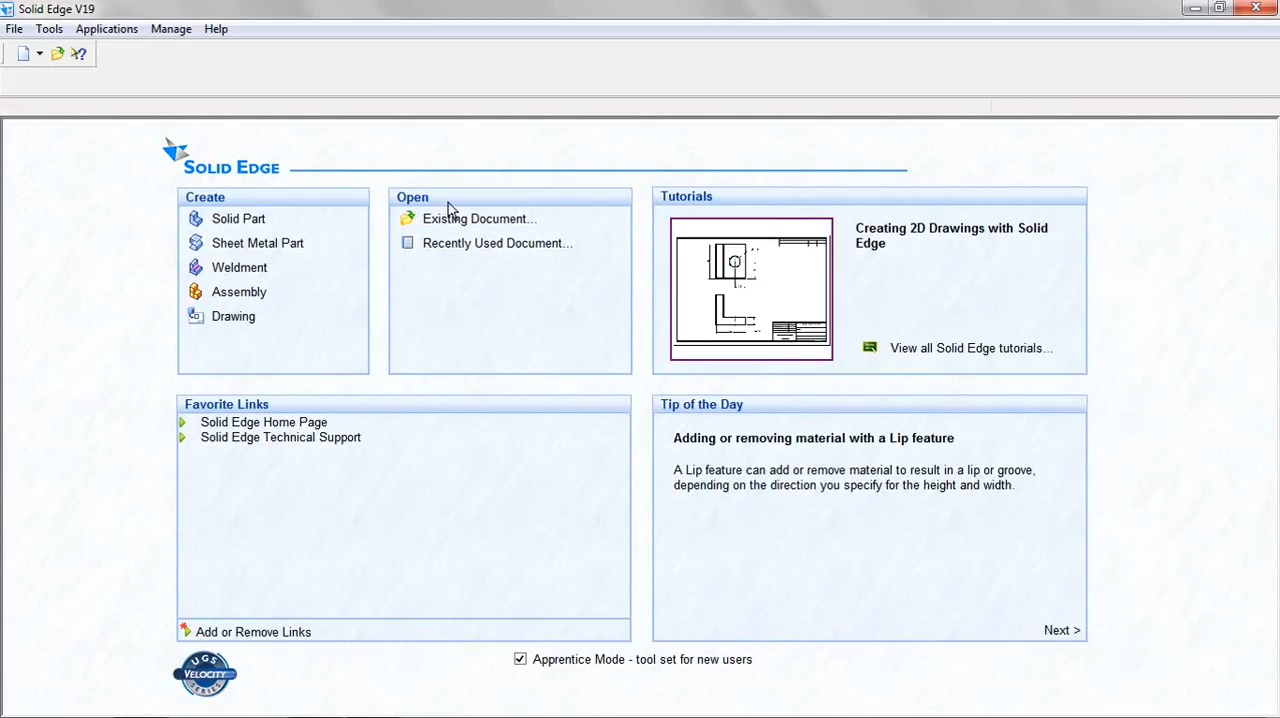 Solid Edge V19
File Tools Applications Manage Help
SOLID EDGE
Create
Solid Part
Sheet Metal Part
Weldment
Assembly
Drawing
Open
Existing Document...
Recently Used Document...
Tutorials
Creating 2D Drawings with Solid
Edge
View all Solid Edge tutorials...
Favorite Links
Solid Edge Home Page
Solid Edge Technical Support
Add or Remove Links
Tip of the Day
Adding or removing material with a Lip feature
A Lip feature can add or remove material to result in a lip or groove,
depending on the direction you specify for the height and width.
Next >
UGS
VELOCITY
SERIES
Apprentice Mode - tool set for new users